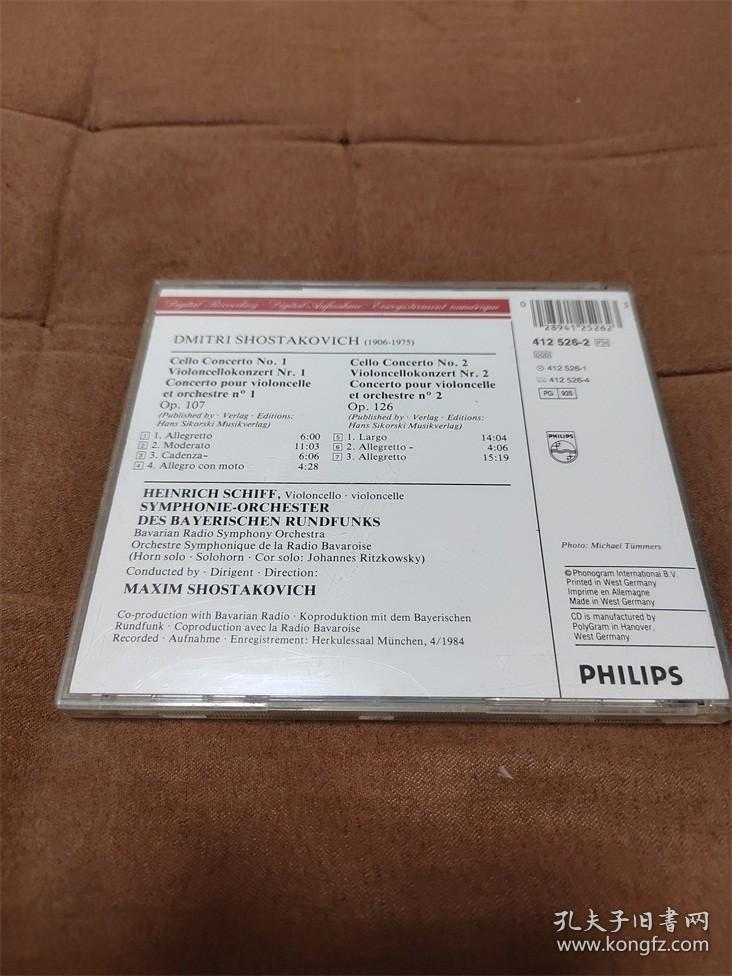 Digital Recording · Digital Aufnahme · Enregistrement numérique
DMITRI SHOSTAKOVICH (1906-1975)
Cello Concerto No. 1
Violoncellokonzert Nr. 1
Concerto pour violoncelle
et orchestre n° 1
Op. 107
(Published by · Verlag · Editions:
Hans Sikorski Musikverlag)
1 1. Allegretto 6:00
2 2. Moderato 11:03
3 3. Cadenza- 6:06
4 4. Allegro con moto 4:28
Cello Concerto No. 2
Violoncellokonzert Nr. 2
Concerto pour violoncelle
et orchestre n° 2
Op. 126
(Published by · Verlag · Editions:
Hans Sikorski Musikverlag)
5 1. Largo 14:04
6 2. Allegretto - 4:06
7 3. Allegretto 15:19
HEINRICH SCHIFF, Violoncello · violoncelle
SYMPHONIE-ORCHESTER
DES BAYERISCHEN RUNDFUNKS
Bavarian Radio Symphony Orchestra
Orchestre Symphonique de la Radio Bavaroise
(Horn solo · Solohorn · Cor solo: Johannes Ritzkowsky)
Conducted by · Dirigent · Direction:
MAXIM SHOSTAKOVICH
Co-production with Bavarian Radio · Koproduktion mit dem Bayerischen
Rundfunk · Coproduction avec la Radio Bavaroise
Recorded · Aufnahme · Enregistrement: Herkulessaal München, 4/1984
0 28941 25262 3
412 526-2
DDD
412 526-1
412 526-4
PG 925
PHILIPS
Photo: Michael Tümmers
© Phonogram International B.V.
Printed in West Germany
Imprimé en Allemagne
Made in West Germany
CD is manufactured by
PolyGram in Hanover,
West Germany
PHILIPS
孔夫子旧书网
www.kongfz.com